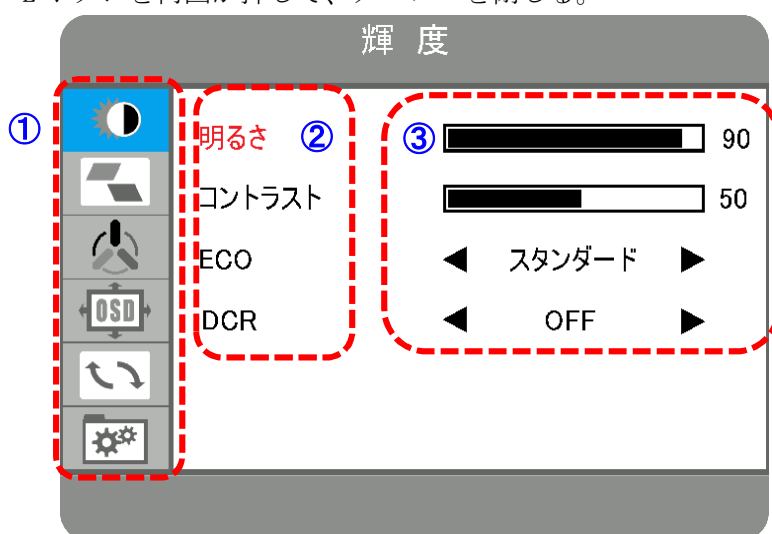 輝 度
①
明るさ ② ③ 90
コントラスト 50
ECO ◀ スタンダード ▶
OSD
DCR ◀ OFF ▶